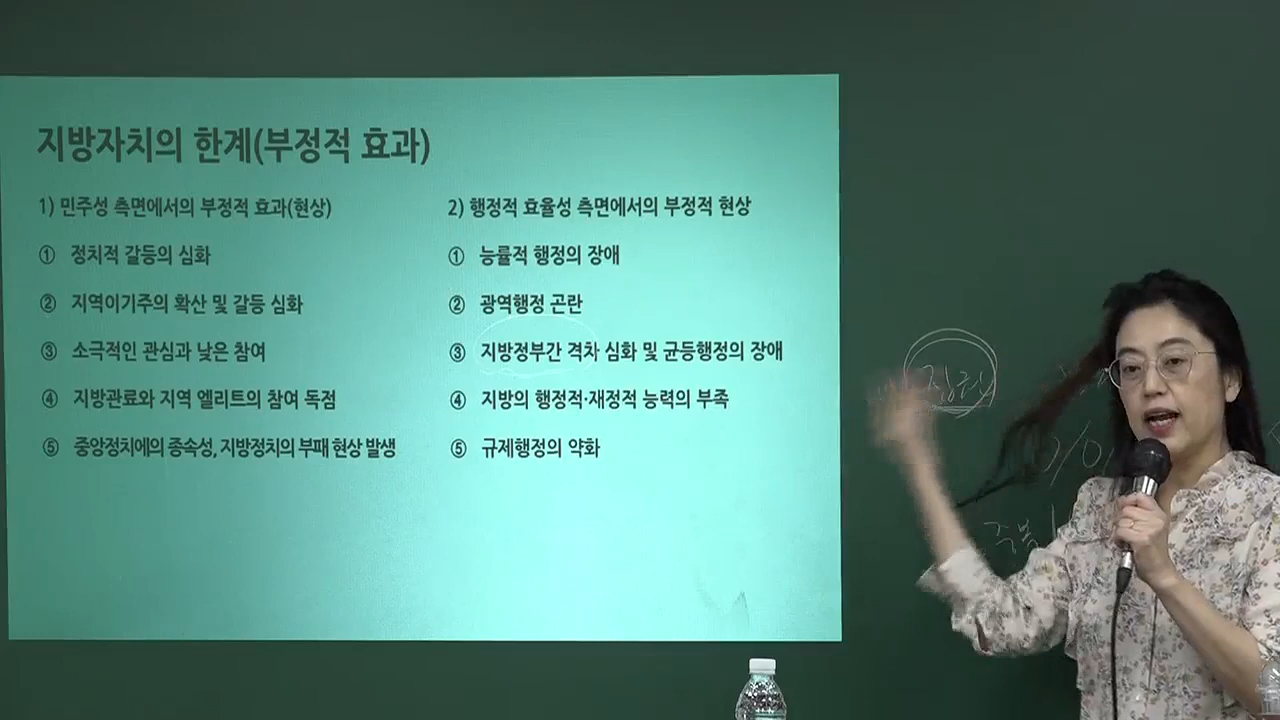 지방자치의 한계(부정적 효과)
1) 민주성 측면에서의 부정적 효과(현상)
① 정치적 갈등의 심화
② 지역이기주의 확산 및 갈등 심화
③ 소극적인 관심과 낮은 참여
④ 지방관료와 지역 엘리트의 참여 독점
⑤ 중앙정치에의 종속성, 지방정치의 부패 현상 발생
2) 행정적 효율성 측면에서의 부정적 현상
① 능률적 행정의 장애
② 광역행정 곤란
③ 지방정부간 격차 심화 및 균등행정의 장애
④ 지방의 행정적·재정적 능력의 부족
⑤ 규제행정의 약화
집권
중복